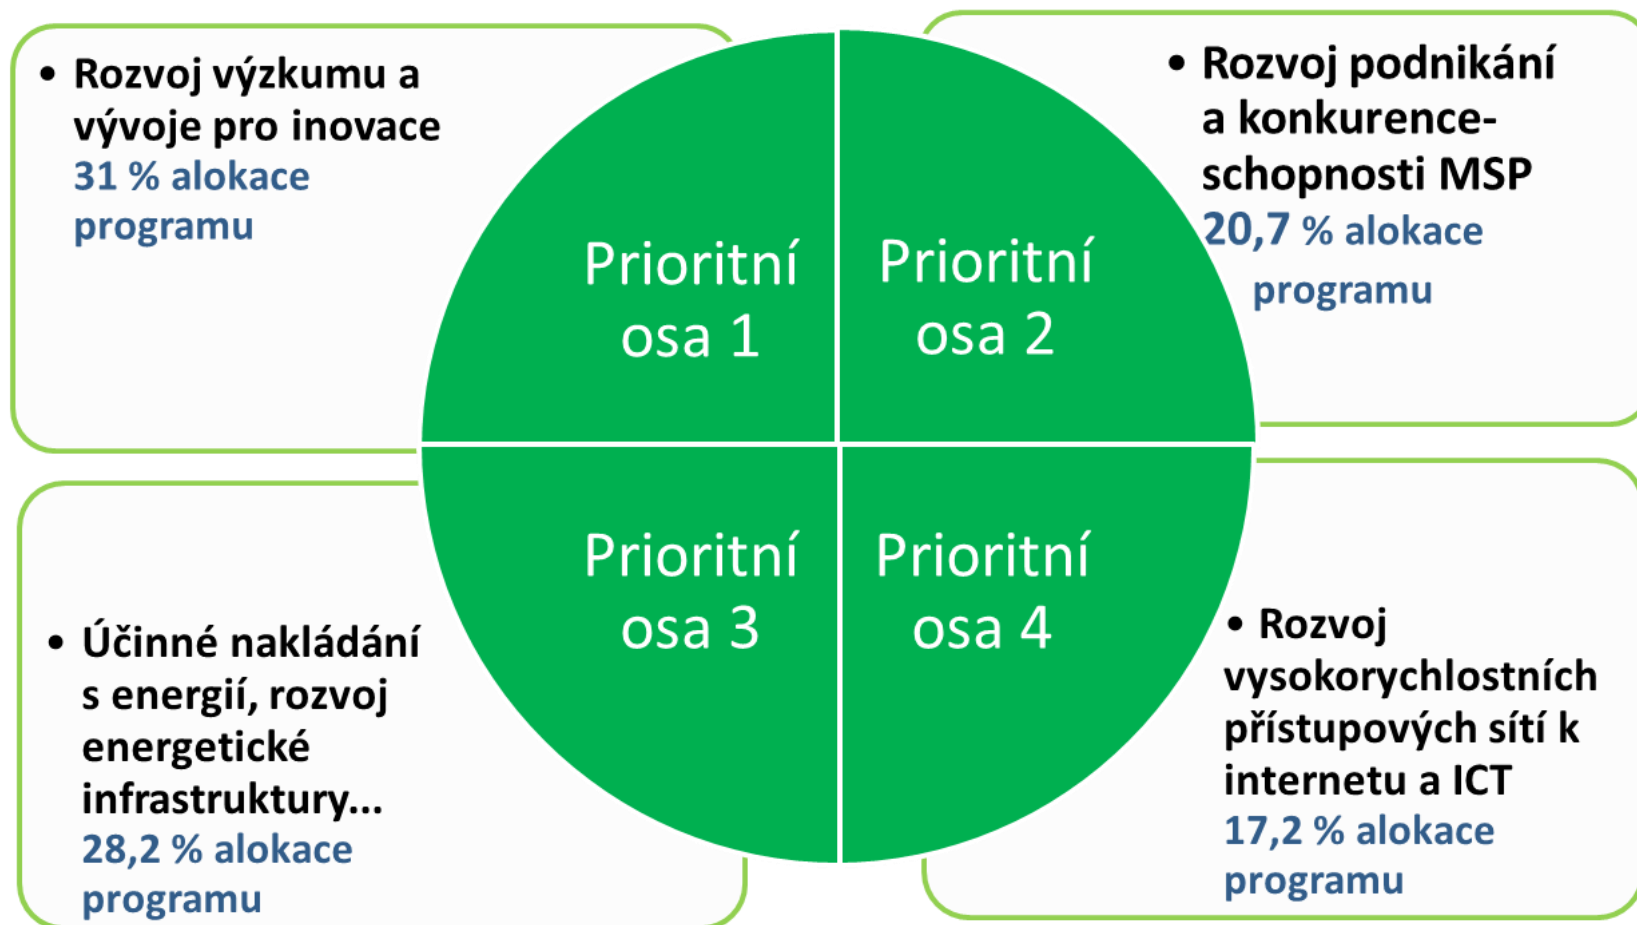 • Rozvoj výzkumu a
vývoje pro inovace
31 % alokace
programu
• Rozvoj podnikání
a konkurence-
schopnosti MSP
20,7 % alokace
programu
Prioritní
osa 1
Prioritní
osa 2
Prioritní
osa 3
Prioritní
osa 4
• Účinné nakládání
s energií, rozvoj
energetické
infrastruktury...
28,2 % alokace
programu
• Rozvoj
vysokorychlostních
přístupových sítí k
internetu a ICT
17,2 % alokace
programu